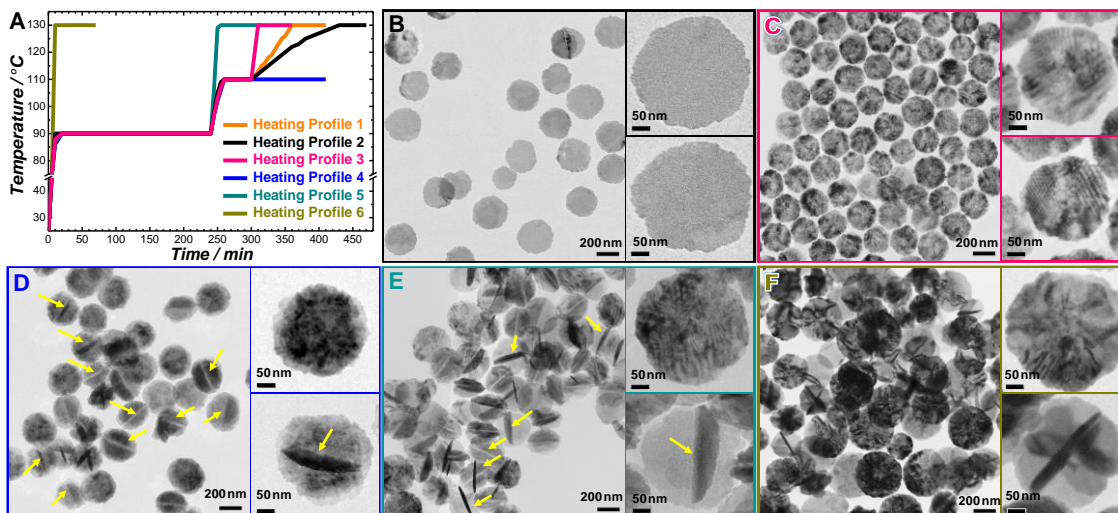 A
Temperature / °C
130
120
110
100
90
40
30
Heating Profile 1
Heating Profile 2
Heating Profile 3
Heating Profile 4
Heating Profile 5
Heating Profile 6
0 50 100 150 200 250 300 350 400 450
Time / min
B
200 nm
50 nm
50 nm
C
200 nm
50 nm
50 nm
D
200 nm
50 nm
50 nm
E
200 nm
50 nm
50 nm
F
200 nm
50 nm
50 nm